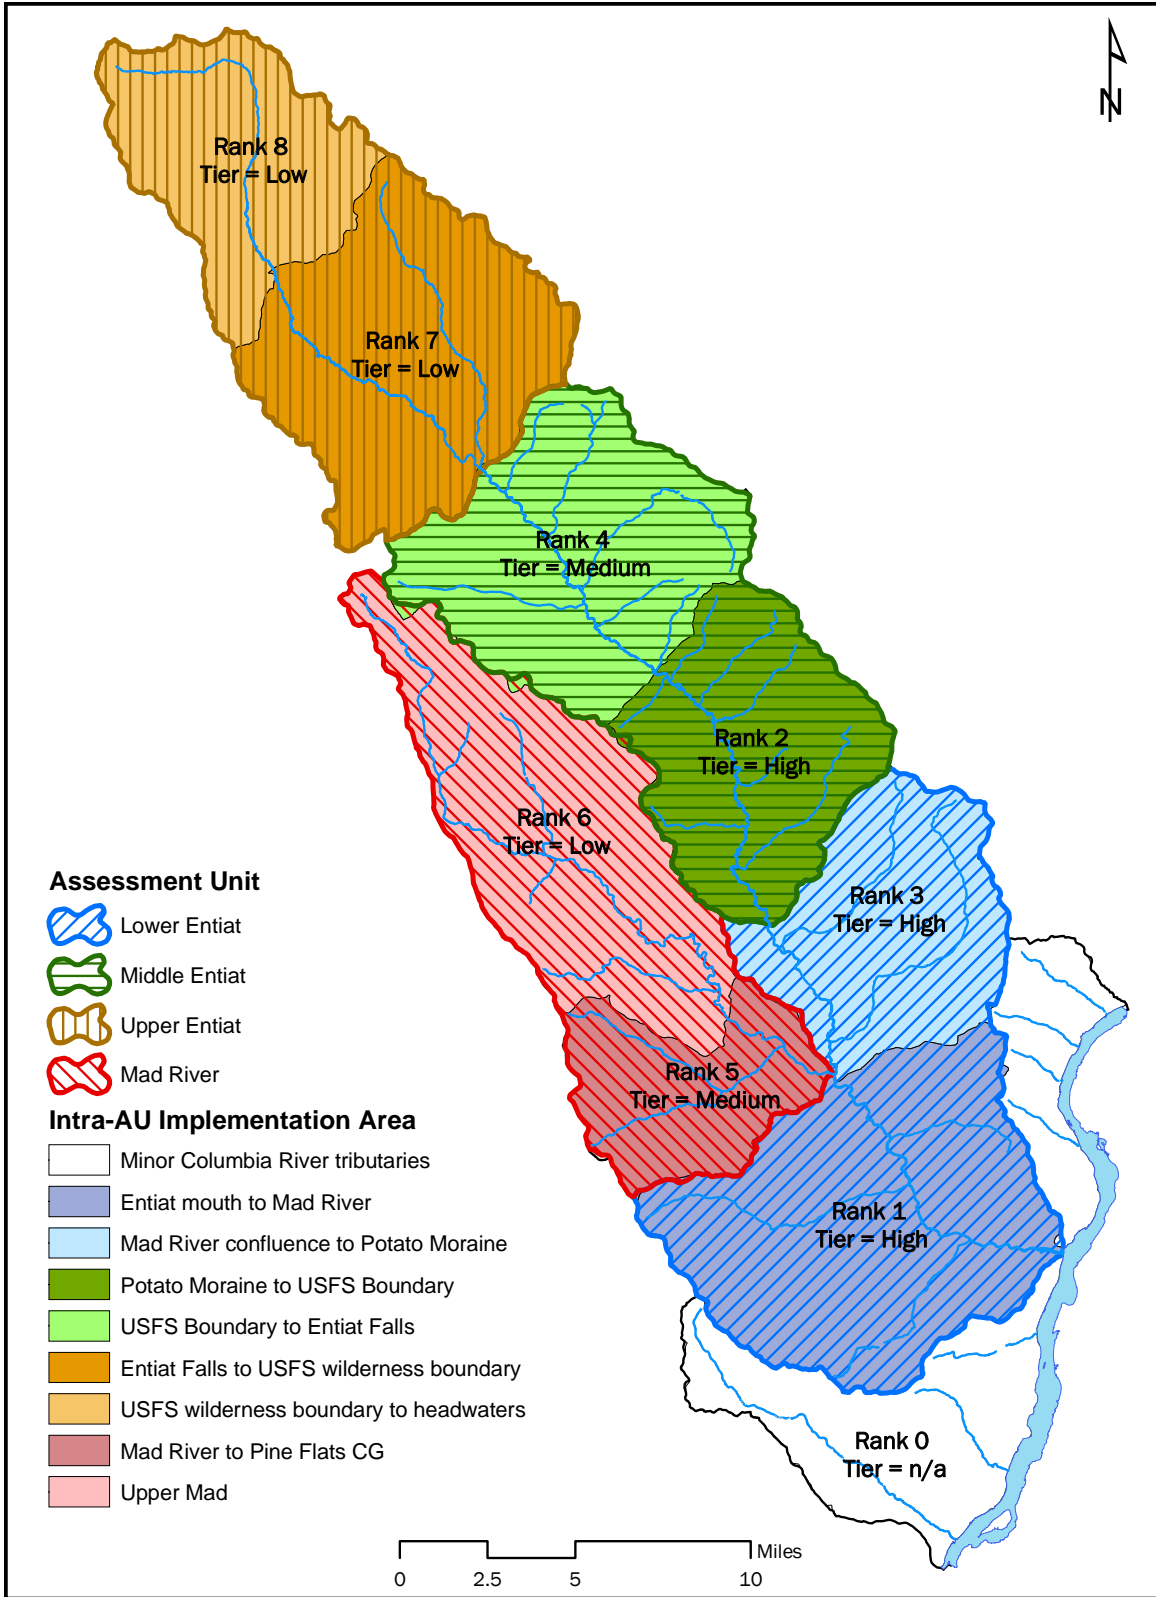 N
Rank 8
Tier = Low
Rank 7
Tier = Low
Rank 4
Tier = Medium
Rank 2
Tier = High
Rank 6
Tier = Low
Rank 3
Tier = High
Rank 5
Tier = Medium
Rank 1
Tier = High
Rank 0
Tier = n/a
Assessment Unit
Lower Entiat
Middle Entiat
Upper Entiat
Mad River
Intra-AU Implementation Area
Minor Columbia River tributaries
Entiat mouth to Mad River
Mad River confluence to Potato Moraine
Potato Moraine to USFS Boundary
USFS Boundary to Entiat Falls
Entiat Falls to USFS wilderness boundary
USFS wilderness boundary to headwaters
Mad River to Pine Flats CG
Upper Mad
Miles
0 2.5 5 10